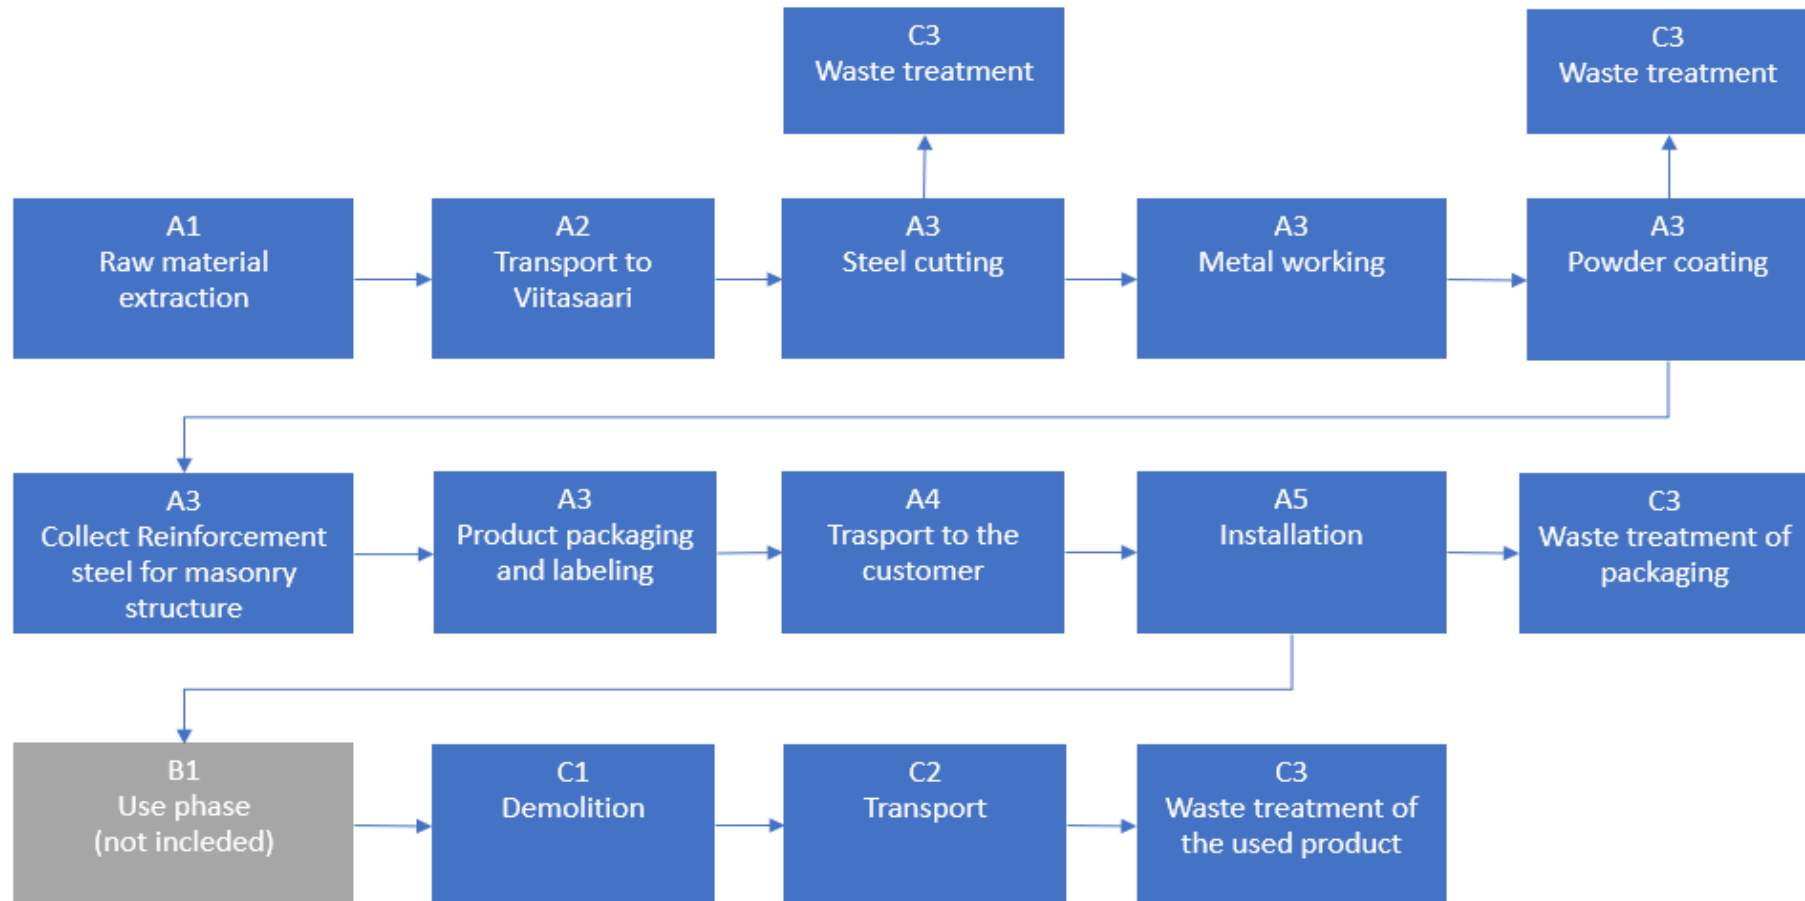 C3
Waste treatment
C3
Waste treatment
A1
Raw material
extraction
A2
Transport to
Viitasaari
A3
Steel cutting
A3
Metal working
A3
Powder coating
A3
Collect Reinforcement
steel for masonry
structure
A3
Product packaging
and labeling
A4
Trasport to the
customer
A5
Installation
C3
Waste treatment of
packaging
B1
Use phase
(not incleded)
C1
Demolition
C2
Transport
C3
Waste treatment of
the used product